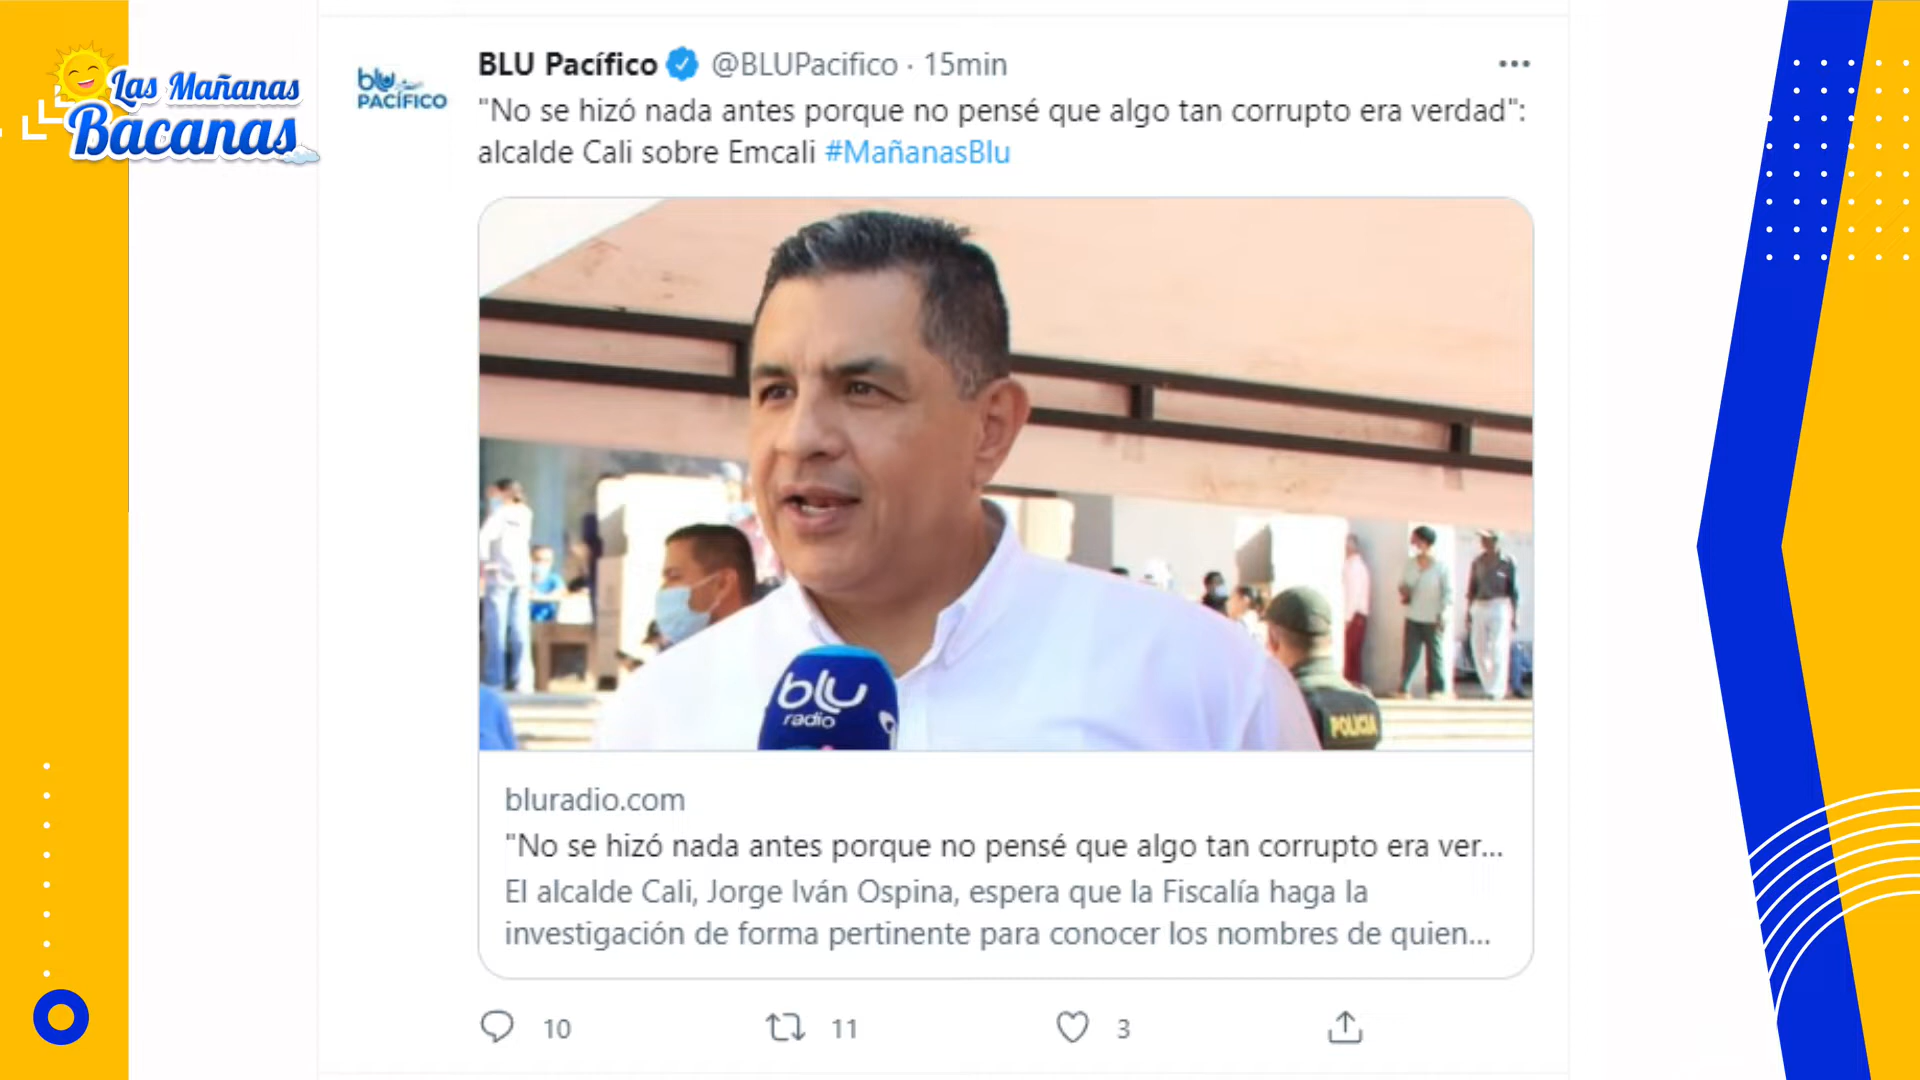 Las Mañanas
Bacanas
blu
PACÍFICO
BLU Pacífico @BLUPacifico · 15min
"No se hizó nada antes porque no pensé que algo tan corrupto era verdad":
alcalde Cali sobre Emcali #MañanasBlu
blu
radio
POLICIA
bluradio.com
"No se hizó nada antes porque no pensé que algo tan corrupto era ver...
El alcalde Cali, Jorge Iván Ospina, espera que la Fiscalía haga la
investigación de forma pertinente para conocer los nombres de quien...
10
11
3